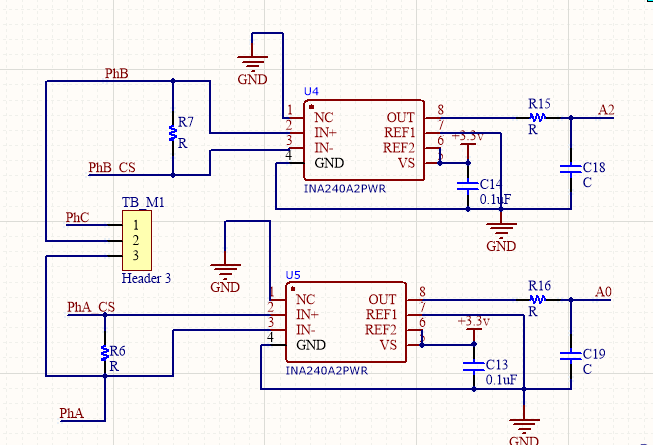 PhB
GND
U4
R7
R
1 NC OUT 8
2 IN+ REF1 7
3 IN- REF2 6
4 GND VS
INA240A2PWR
+3.3v
C14
0.1uF
R15
R
A2
C18
C
GND
PhB_CS
TB_M1
PhC
1
2
3
Header 3
GND
U5
PhA_CS
R6
R
PhA
1 NC OUT 8
2 IN+ REF1 7
3 IN- REF2 6
4 GND VS
INA240A2PWR
+3.3v
C13
0.1uF
R16
R
A0
C19
C
GND